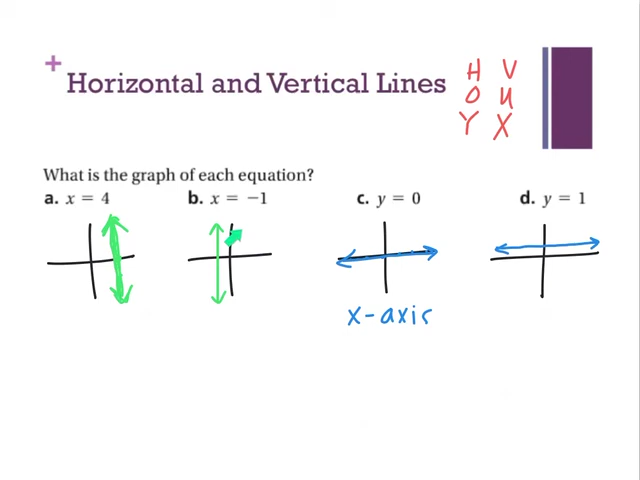 +
Horizontal and Vertical Lines
H V
O U
Y X
What is the graph of each equation?
a. x = 4 b. x = −1 c. y = 0 d. y = 1
x-axis